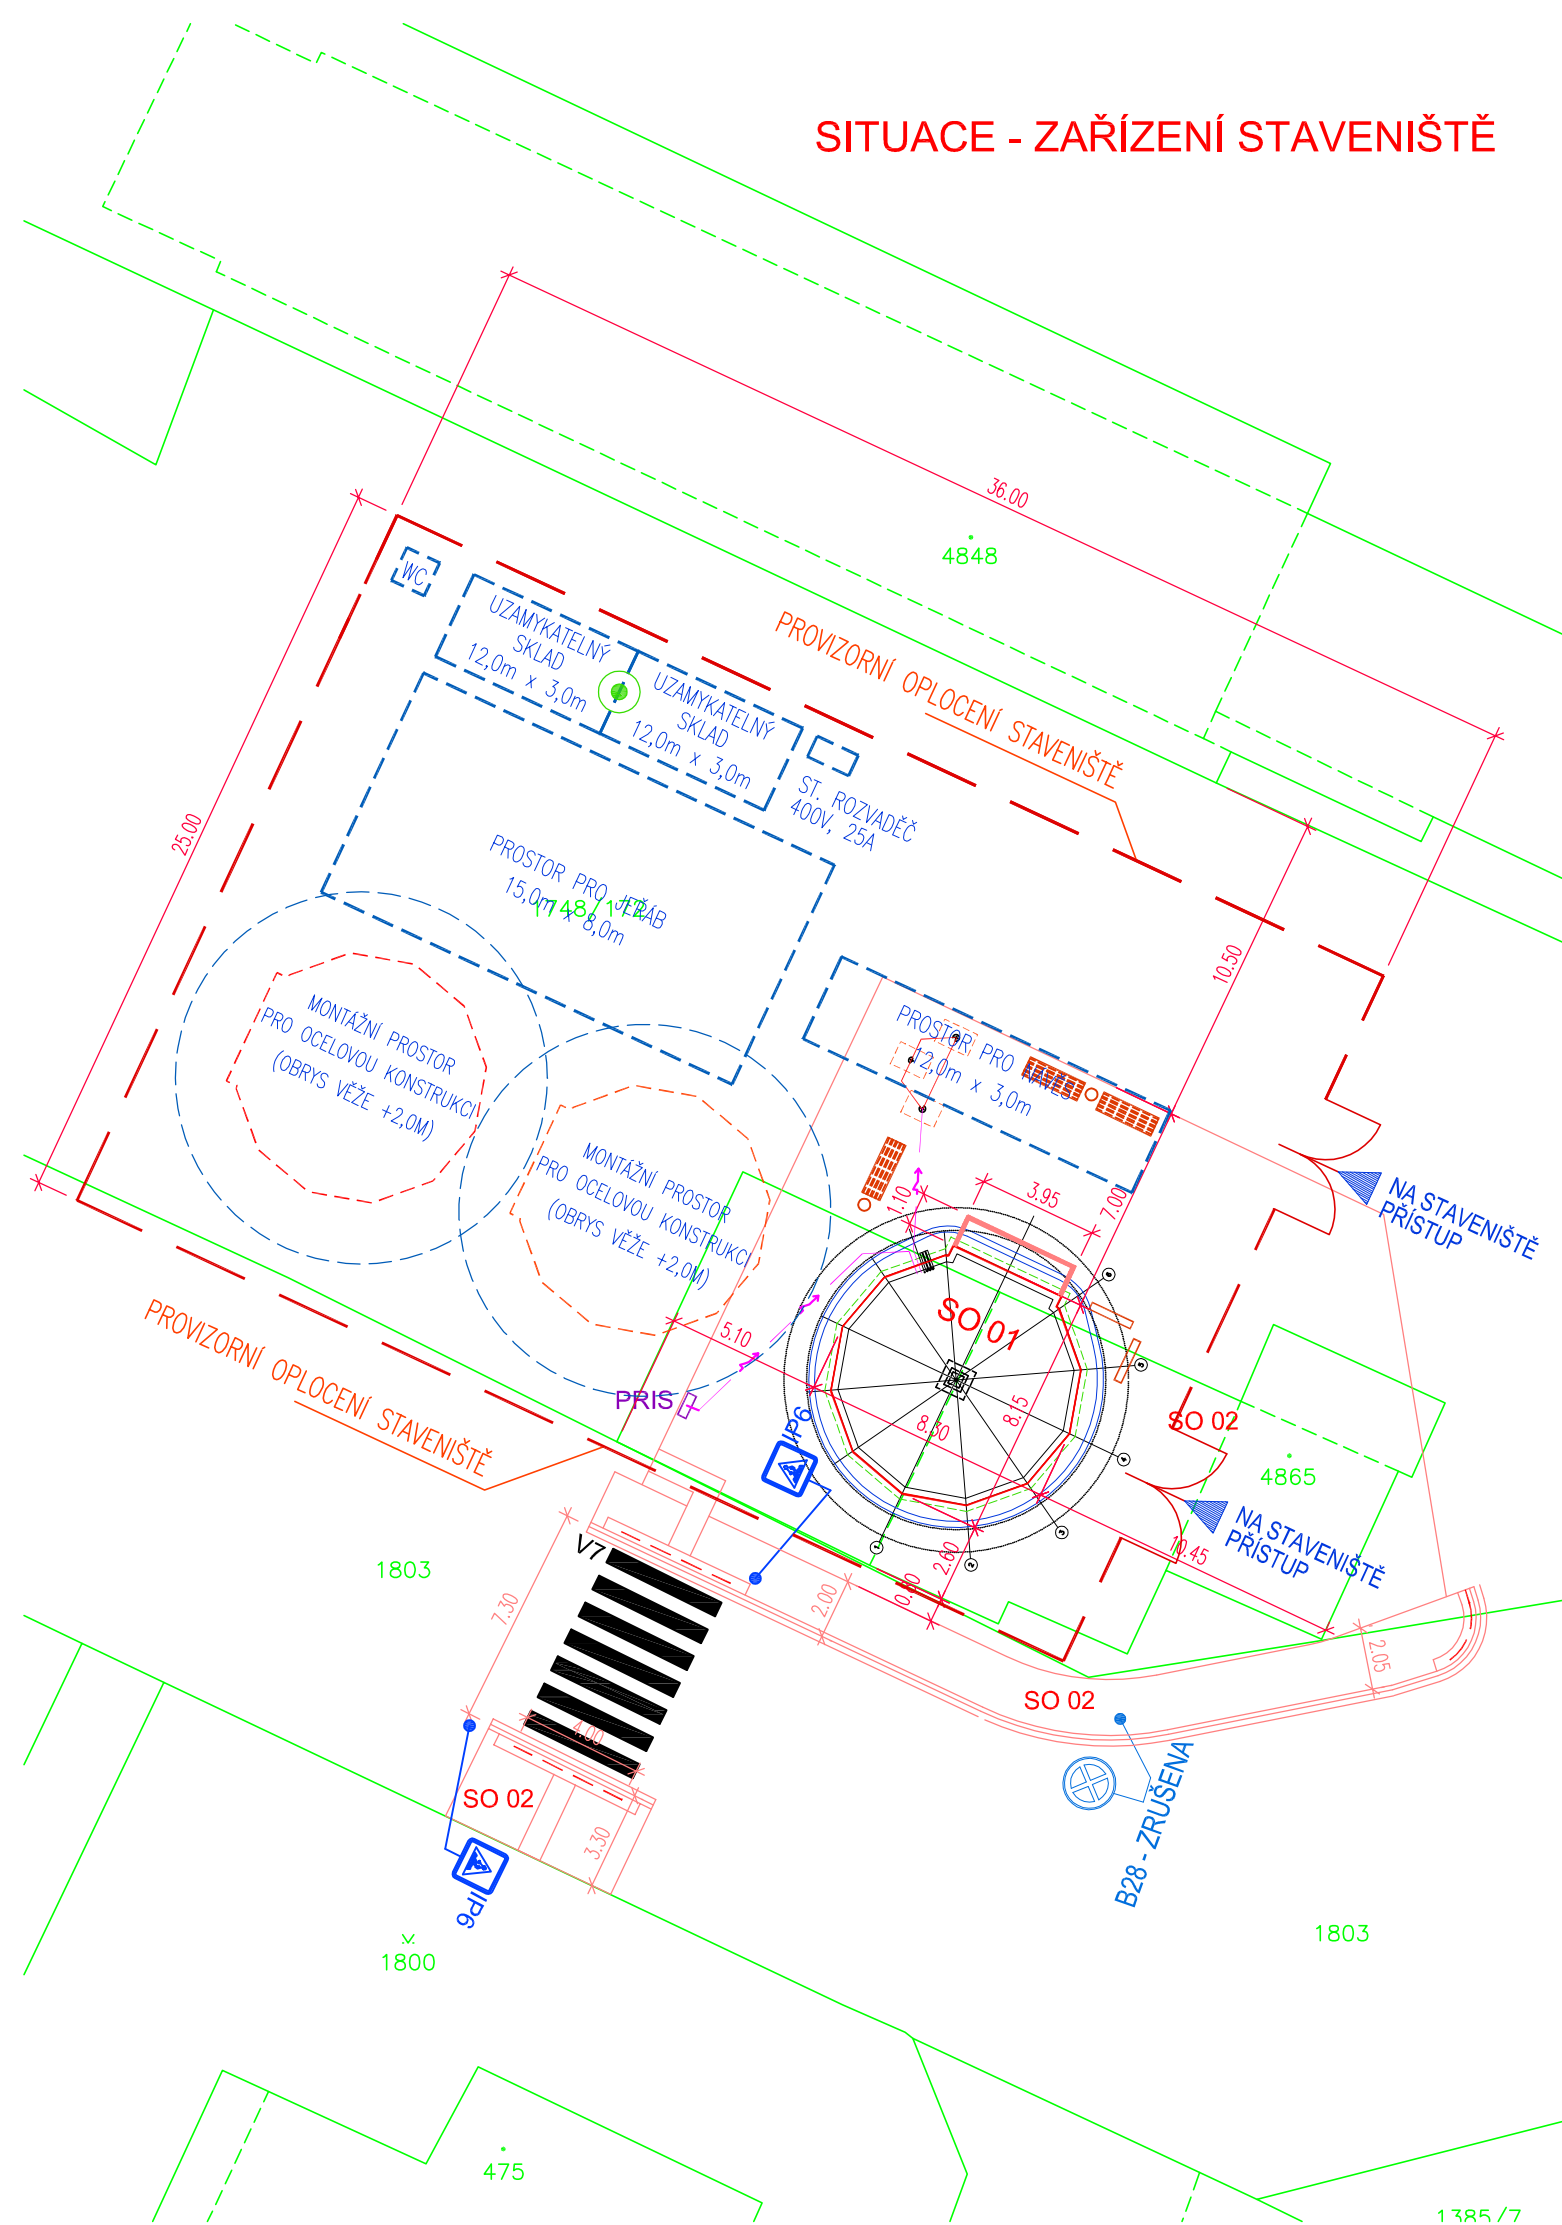 SITUACE - ZAŘÍZENÍ STAVENIŠTĚ
36.00
4848
WC
UZAMYKATELNÝ
SKLAD
12,0m x 3,0m
UZAMYKATELNÝ
SKLAD
12,0m x 3,0m
PROVIZORNÍ OPLOCENÍ STAVENIŠTĚ
ST. ROZVADĚČ
400V, 25A
25.00
PROSTOR PRO JEŘÁB
15,0m x 8,0m
10.50
PROSTOR PRO
12,0m x 3,0m
MONTÁŽNÍ PROSTOR
PRO OCELOVOU KONSTRUKCI
(OBRYS VĚŽE +2,0M)
MONTÁŽNÍ PROSTOR
PRO OCELOVOU KONSTRUKCI
(OBRYS VĚŽE +2,0M)
1.10
3.95
7.00
NA STAVENIŠTĚ
PŘÍSTUP
PROVIZORNÍ OPLOCENÍ STAVENIŠTĚ
5.10
SO 01
6
5
4
3
2
1
PRIS
IP6
8.30
8.15
SO 02
4865
NA STAVENIŠTĚ
PŘÍSTUP
10.45
2.60
V7
1803
7.30
2.00
2.05
SO 02
4.00
SO 02
3.30
IP6
B28 - ZRUŠENA
1803
1800
475
1385/7